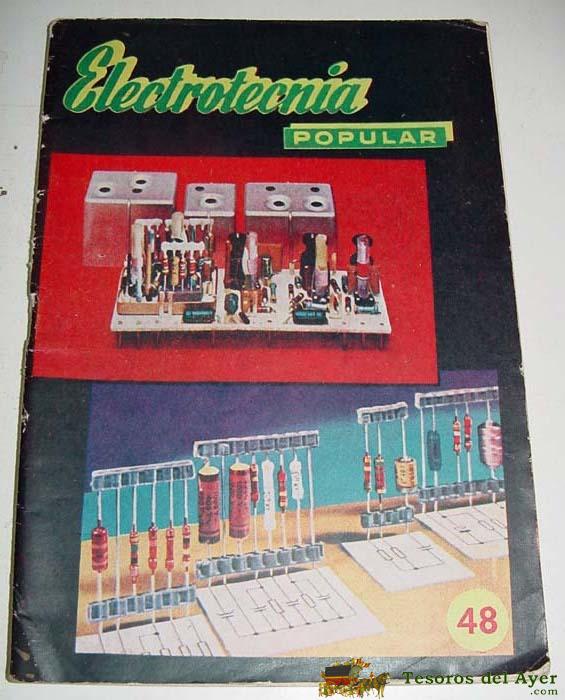 Electrotecnia
POPULAR
48
Tesoros del Ayer
.com